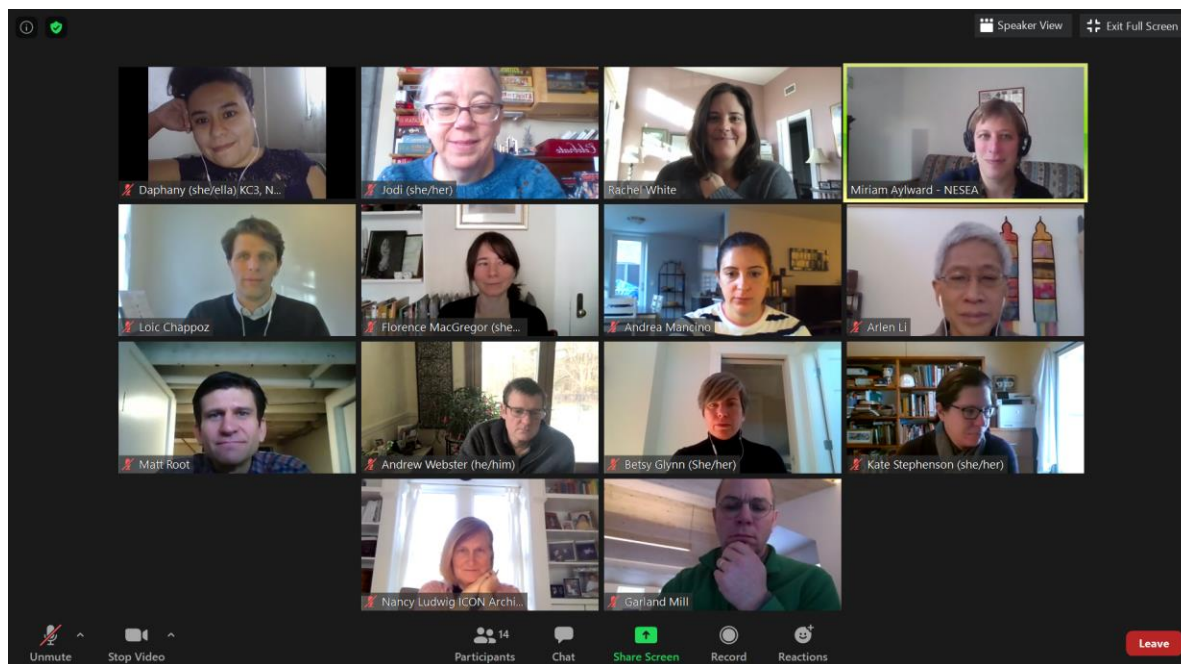 Speaker View
Exit Full Screen
Daphany (she/ella) KC3, N...
Jodi (she/her)
Rachel White
Miriam Aylward - NESEA
Loic Chappoz
Florence MacGregor (she...
Andrea Mancino
Arlen Li
Matt Root
Andrew Webster (he/him)
Betsy Glynn (She/her)
Kate Stephenson (she/her)
Nancy Ludwig ICON Archi...
Garland Mill
Unmute
Stop Video
Participants
14
Chat
Share Screen
Record
Reactions
Leave